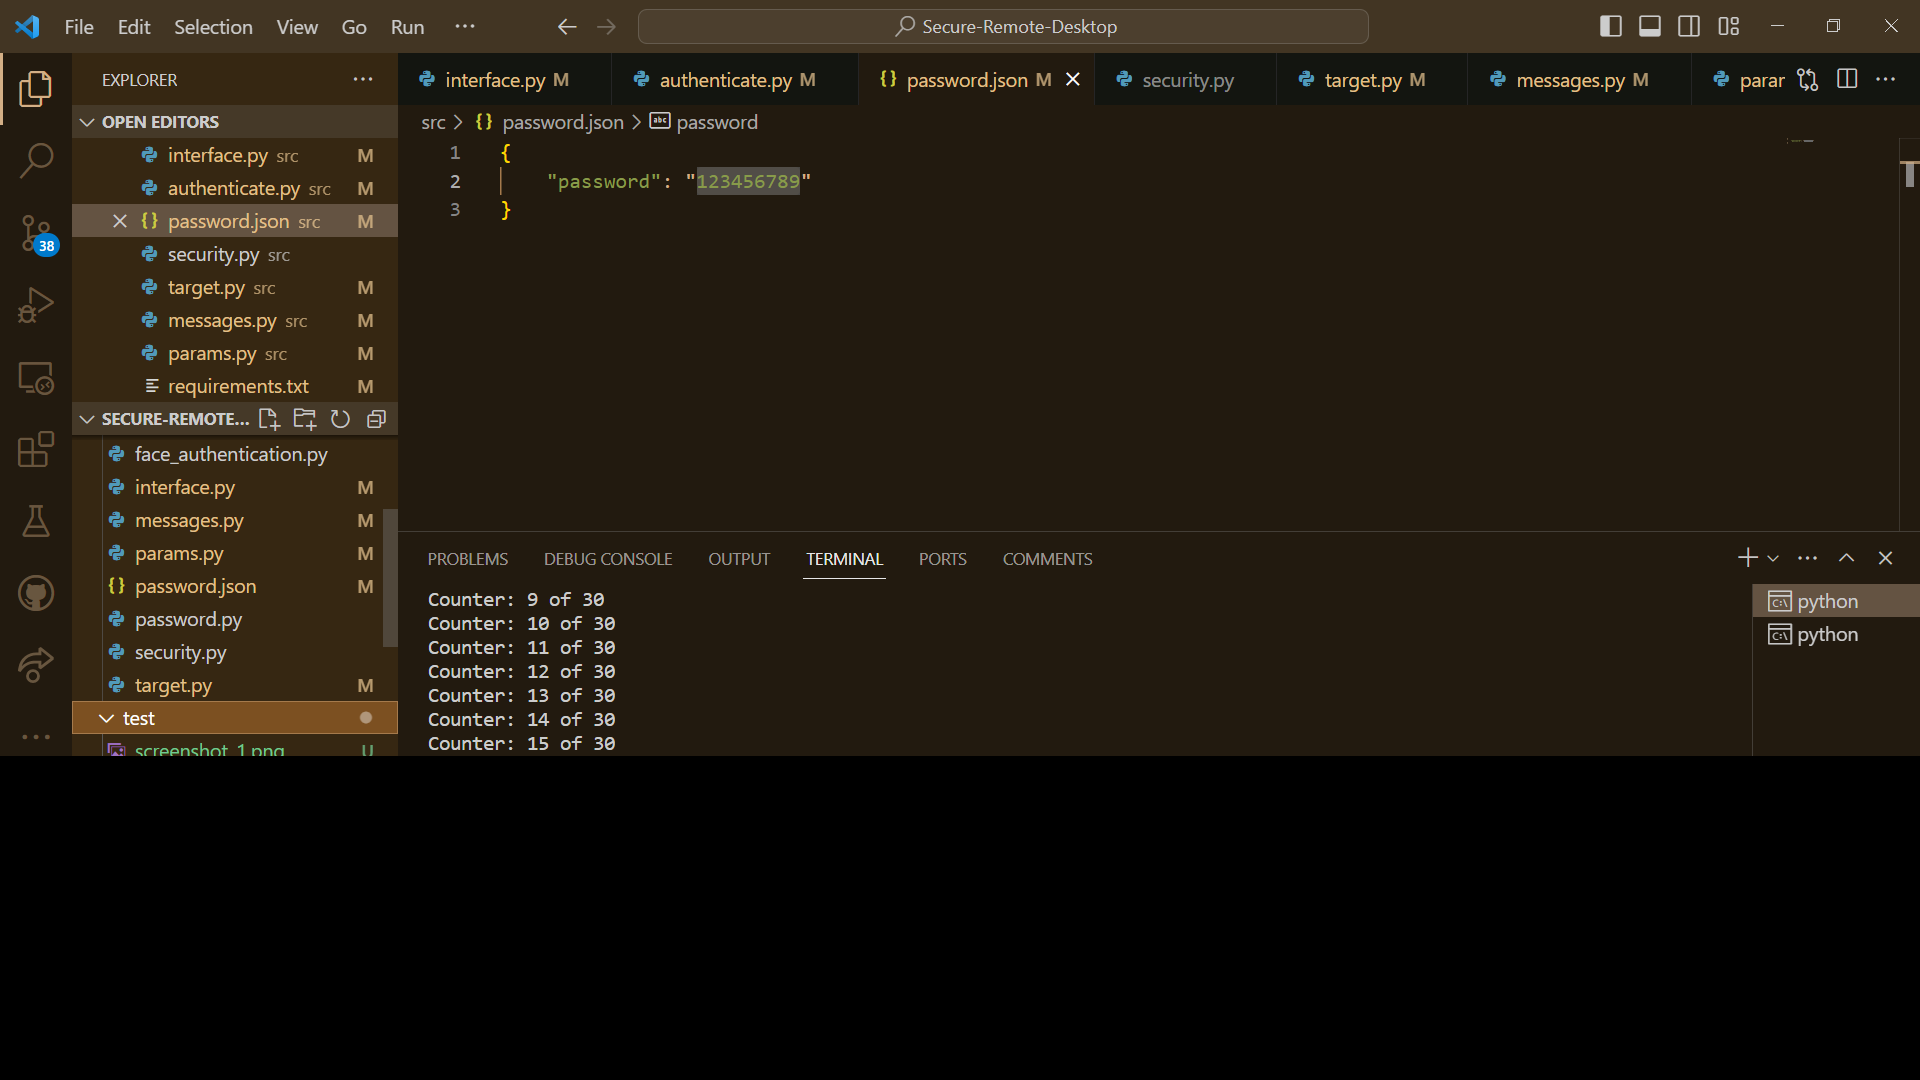 File Edit Selection View Go Run ··· Secure-Remote-Desktop
EXPLORER
OPEN EDITORS
interface.py src M
authenticate.py src M
password.json src M
security.py src
target.py src M
messages.py src M
params.py src M
requirements.txt M
SECURE-REMOTE...
face_authentication.py
interface.py M
messages.py M
params.py M
password.json M
password.py
security.py
target.py M
test
screenshot_1.png U
38
interface.py M authenticate.py M password.json M security.py target.py M messages.py M parar
src > {} password.json > abc password
1 {
2 "password": "123456789"
3 }
PROBLEMS DEBUG CONSOLE OUTPUT TERMINAL PORTS COMMENTS
Counter: 9 of 30
Counter: 10 of 30
Counter: 11 of 30
Counter: 12 of 30
Counter: 13 of 30
Counter: 14 of 30
Counter: 15 of 30
python
python